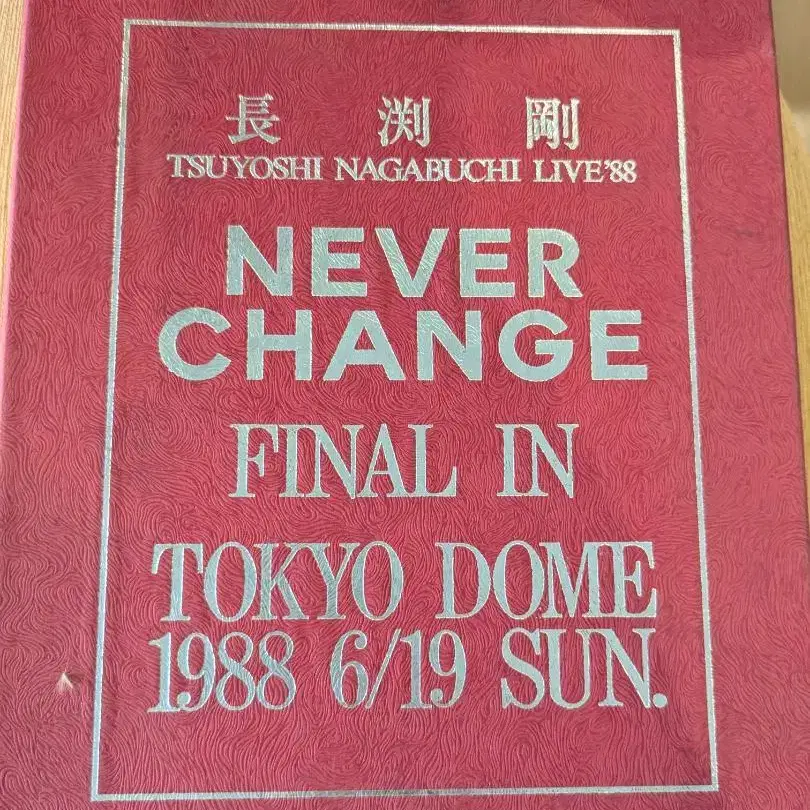 長渕剛
TSUYOSHI NAGABUCHI LIVE'88
NEVER
CHANGE
FINAL IN
TOKYO DOME
1988 6/19 SUN.